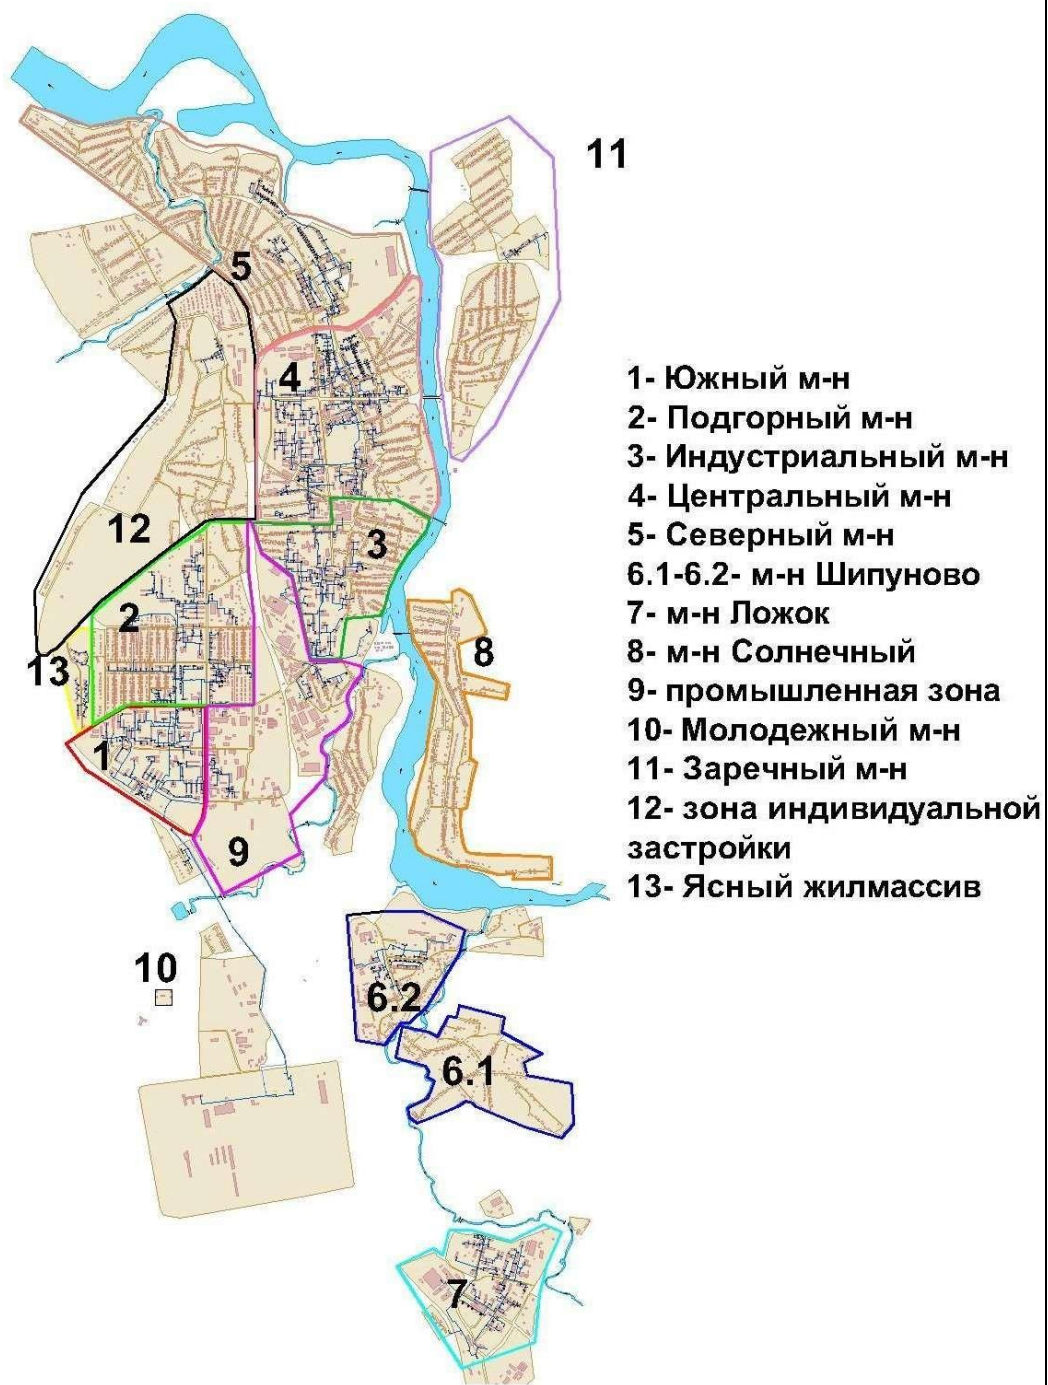 11
5
4
12
3
2
13
8
1
9
10
6.2
6.1
7
1- Южный м-н
2- Подгорный м-н
3- Индустриальный м-н
4- Центральный м-н
5- Северный м-н
6.1-6.2- м-н Шипуново
7- м-н Ложок
8- м-н Солнечный
9- промышленная зона
10- Молодежный м-н
11- Заречный м-н
12- зона индивидуальной
застройки
13- Ясный жилмассив